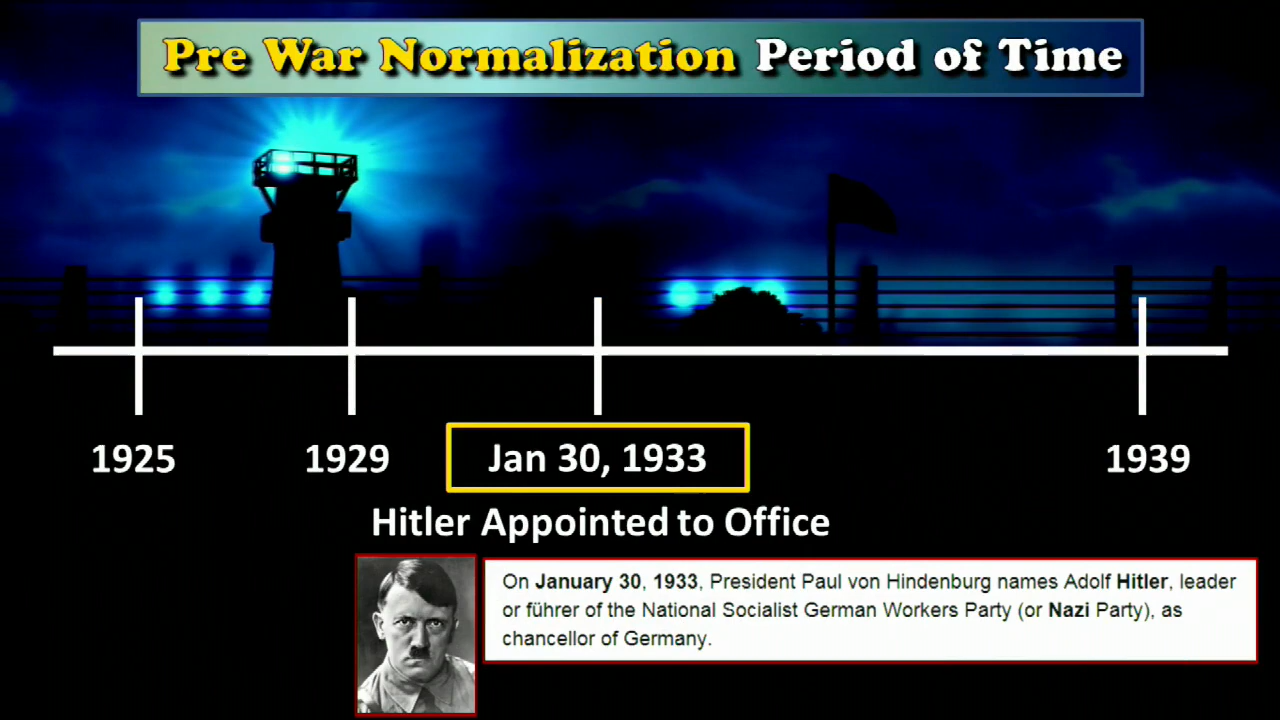 Pre War Normalization Period of Time
1925
1929
Jan 30, 1933
1939
Hitler Appointed to Office
On January 30, 1933, President Paul von Hindenburg names Adolf Hitler, leader
or führer of the National Socialist German Workers Party (or Nazi Party), as
chancellor of Germany.